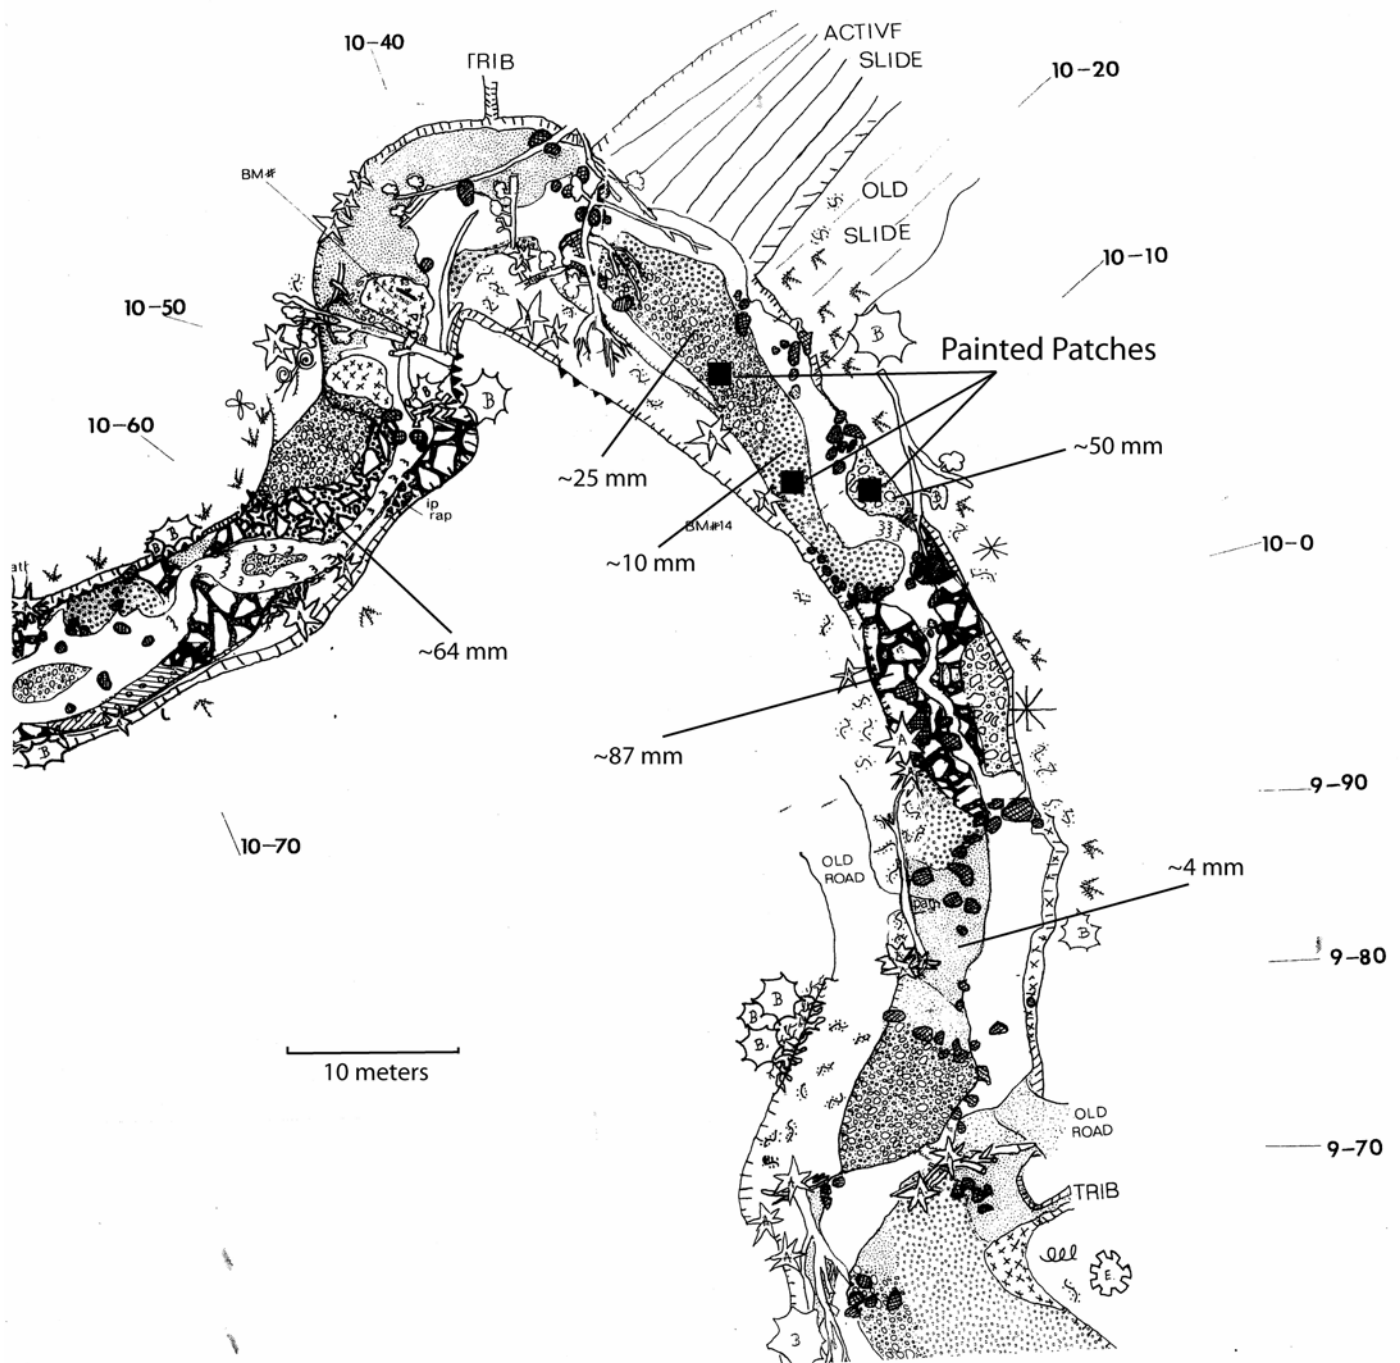 10-40
TRIB
ACTIVE
SLIDE
10-20
BM#
OLD
SLIDE
10-10
10-50
B
Painted Patches
B
B
10-60
~50 mm
~25 mm
B
ip
rap
BM#14
~10 mm
10-0
B
B
~64 mm
A
~87 mm
B
9-90
10-70
OLD
ROAD
~4 mm
path
B
9-80
B
B
B.
10 meters
OLD
ROAD
9-70
TRIB
A
A
E.
3